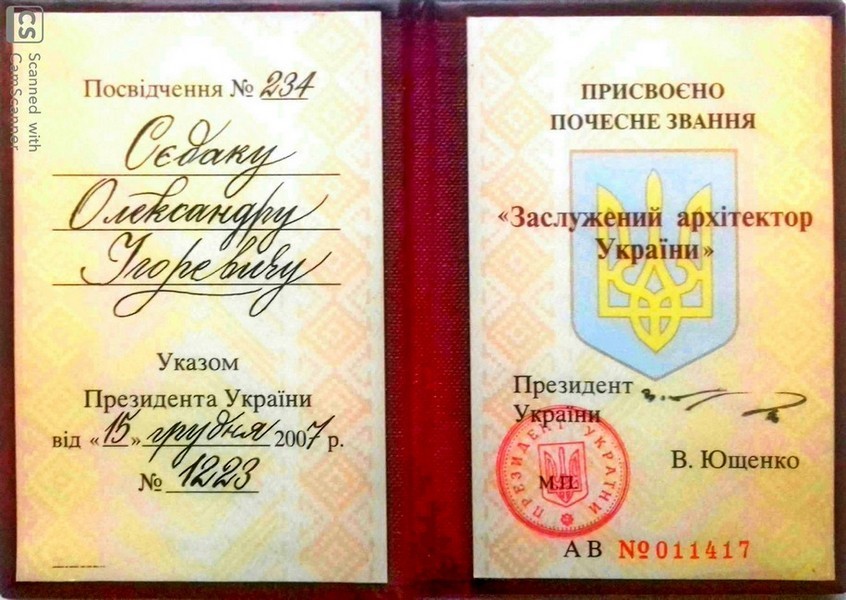 CS
Scanned with
CamScanner
Посвідчення № 234
Сєдаку
Олександру
Ігоревичу
Указом
Президента України
від «15» грудня 2007 р.
№ 1223
ПРИСВОЄНО
ПОЧЕСНЕ ЗВАННЯ
«Заслужений архітектор
України»
Президент
України
В. Ющенко
М.П.
ПРЕЗИДЕНТ УКРАЇНИ
АВ №011417